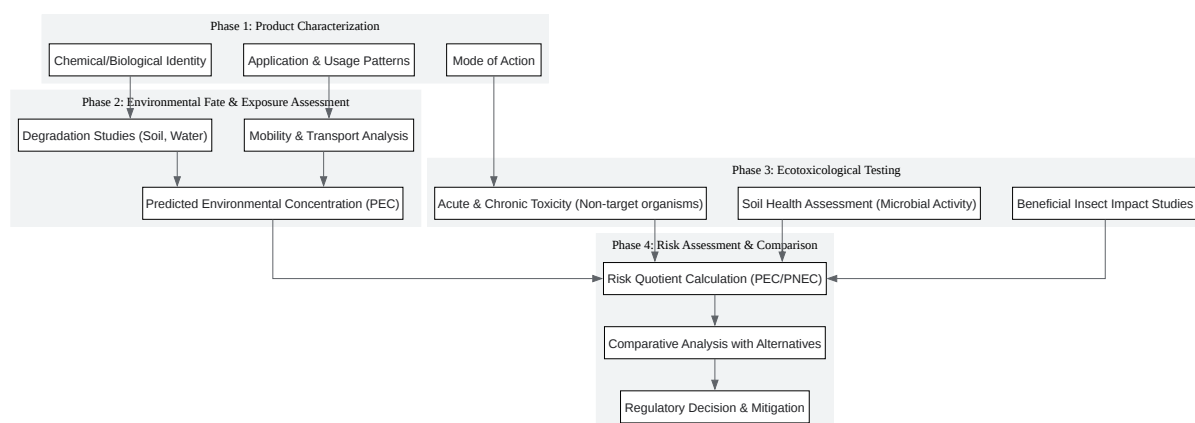 Phase 1: Product Characterization
Chemical/Biological Identity
Application & Usage Patterns
Mode of Action
Phase 2: Environmental Fate & Exposure Assessment
Degradation Studies (Soil, Water)
Mobility & Transport Analysis
Predicted Environmental Concentration (PEC)
Phase 3: Ecotoxicological Testing
Acute & Chronic Toxicity (Non-target organisms)
Soil Health Assessment (Microbial Activity)
Beneficial Insect Impact Studies
Phase 4: Risk Assessment & Comparison
Risk Quotient Calculation (PEC/PNEC)
Comparative Analysis with Alternatives
Regulatory Decision & Mitigation